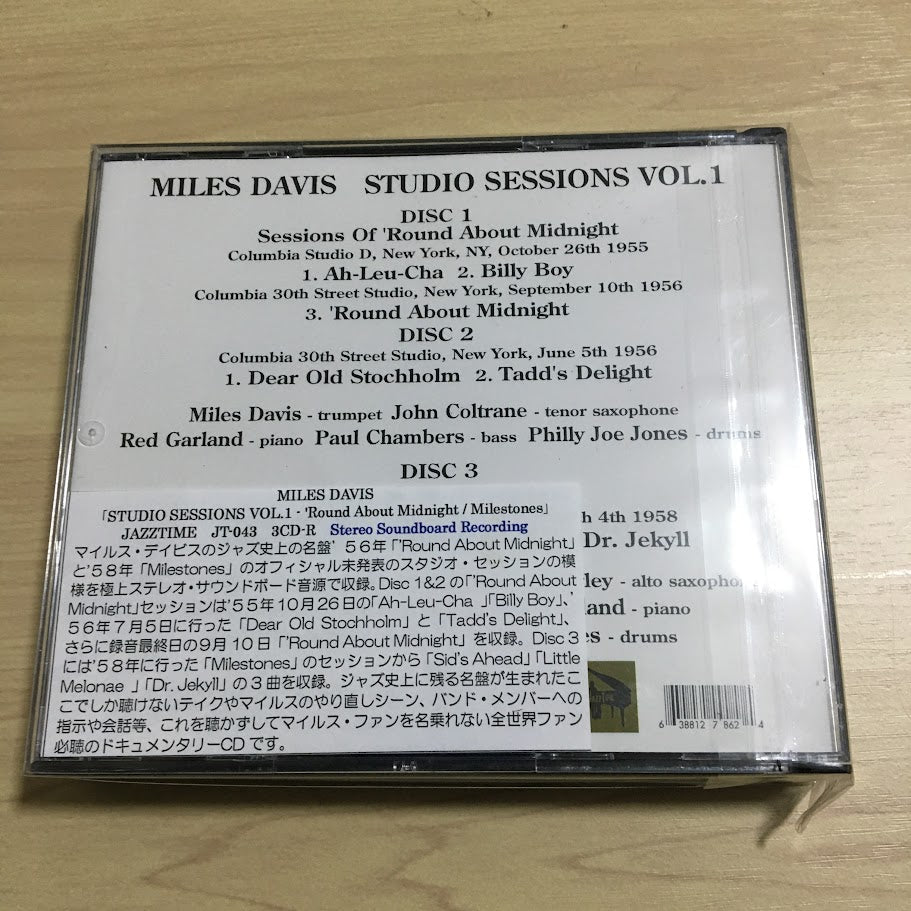 MILES DAVIS STUDIO SESSIONS VOL.1
DISC 1
Sessions Of 'Round About Midnight
Columbia Studio D, New York, NY, October 26th 1955
1. Ah-Leu-Cha 2. Billy Boy
Columbia 30th Street Studio, New York, September 10th 1956
3. 'Round About Midnight
DISC 2
Columbia 30th Street Studio, New York, June 5th 1956
1. Dear Old Stochholm 2. Tadd's Delight
Miles Davis - trumpet John Coltrane - tenor saxophone
Red Garland - piano Paul Chambers - bass Philly Joe Jones - drums
DISC 3
h 4th 1958
Dr. Jekyll
ley - alto saxophon
land - piano
es - drums
MILES DAVIS
「STUDIO SESSIONS VOL.1 - 'Round About Midnight / Milestones」
JAZZTIME JT-043 3CD-R Stereo Soundboard Recording
マイルス・デイビスのジャズ史上の名盤’５６年「'Round About Midnight」
と’５８年「Milestones」のオフィシャル未発表のスタジオ・セッションの模
様を極上ステレオ・サウンドボード音源で収録。Disc 1&2 の「'Round About
Midnight」セッションは’５５年１０月２６日の「Ah-Leu-Cha 」「Billy Boy」、’
５６年７月５日に行った「Dear Old Stochholm」と「Tadd's Delight」、
さらに録音最終日の９月１０日「'Round About Midnight」を収録。Disc 3
には’５８年に行った「Milestones」のセッションから「Sid's Ahead」「Little
Melonae 」「Dr. Jekyll」の３曲を収録。ジャズ史上に残る名盤が生まれたこ
こでしか聴けないテイクやマイルスのやり直しシーン、バンド・メンバーへの
指示や会話等、これを聴かずしてマイルス・ファンを名乗れない全世界ファン
必聴のドキュメンタリーCD です。
6 38812 7 862 4